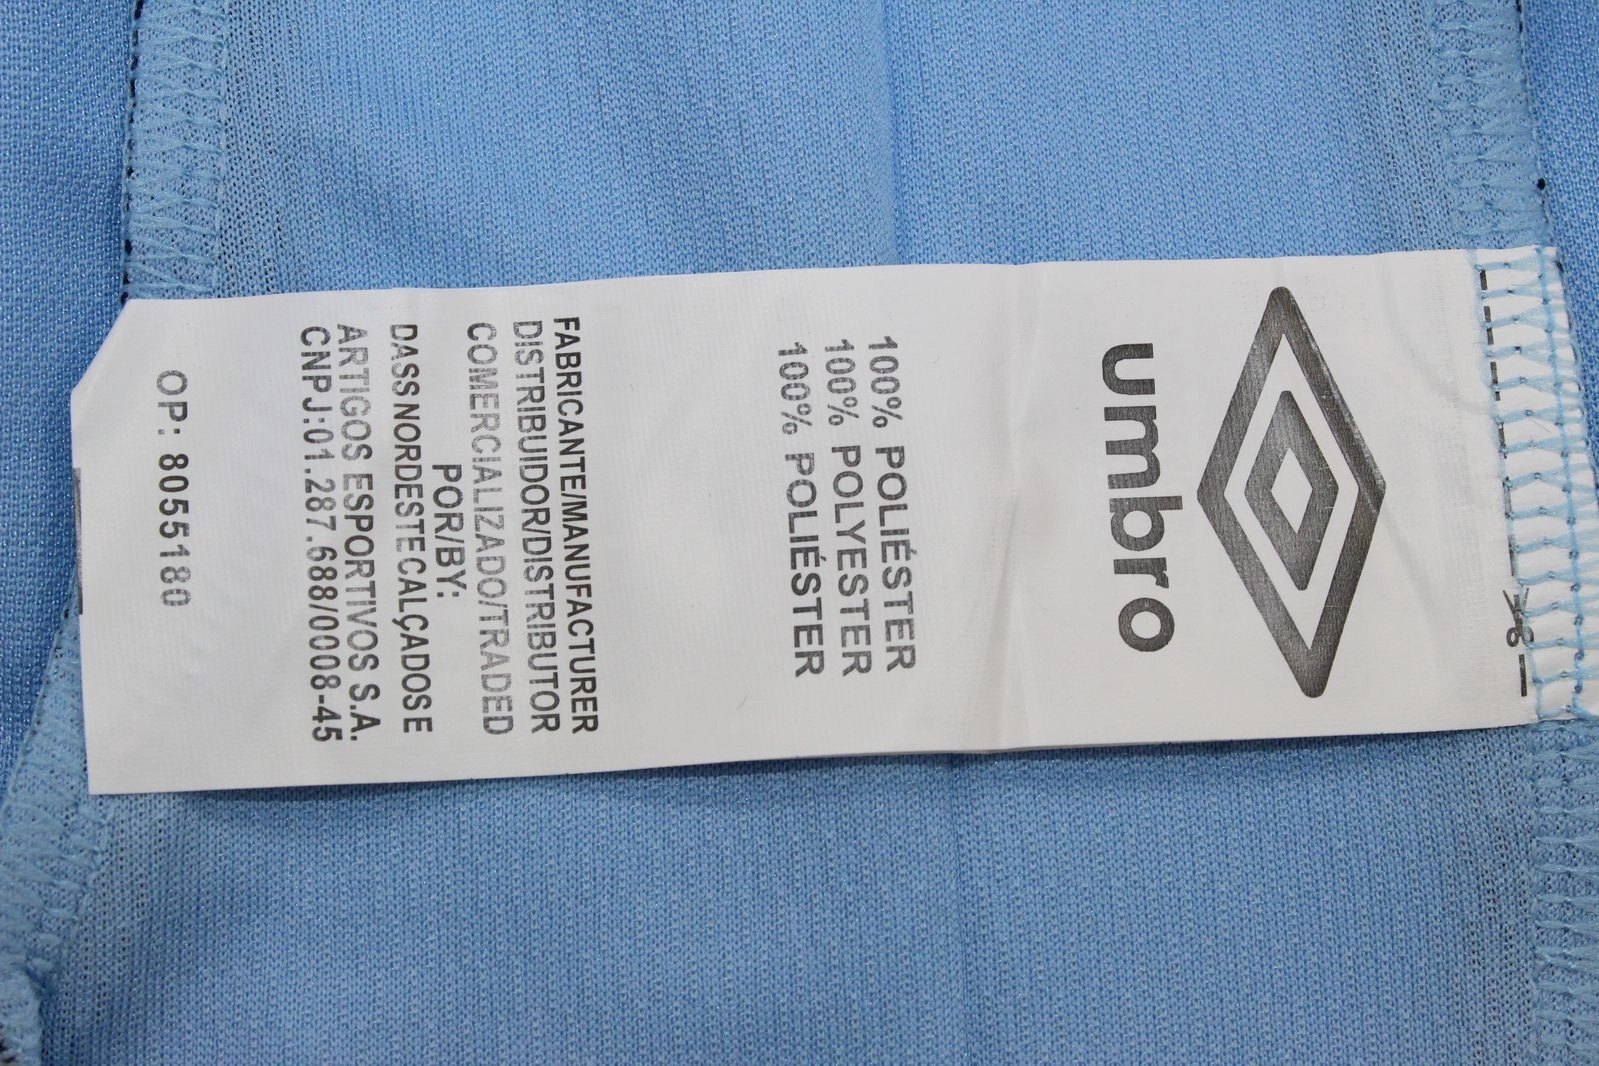 umbro
100% POLIÉSTER
100% POLYESTER
100% POLIÉSTER
FABRICANTE/MANUFACTURER
DISTRIBUIDOR/DISTRIBUTOR
COMERCIALIZADO/TRADED
POR/BY:
DASS NORDESTE CALÇADOS E
ARTIGOS ESPORTIVOS S.A.
CNPJ:01.287.688/0008-45
OP: 8055180